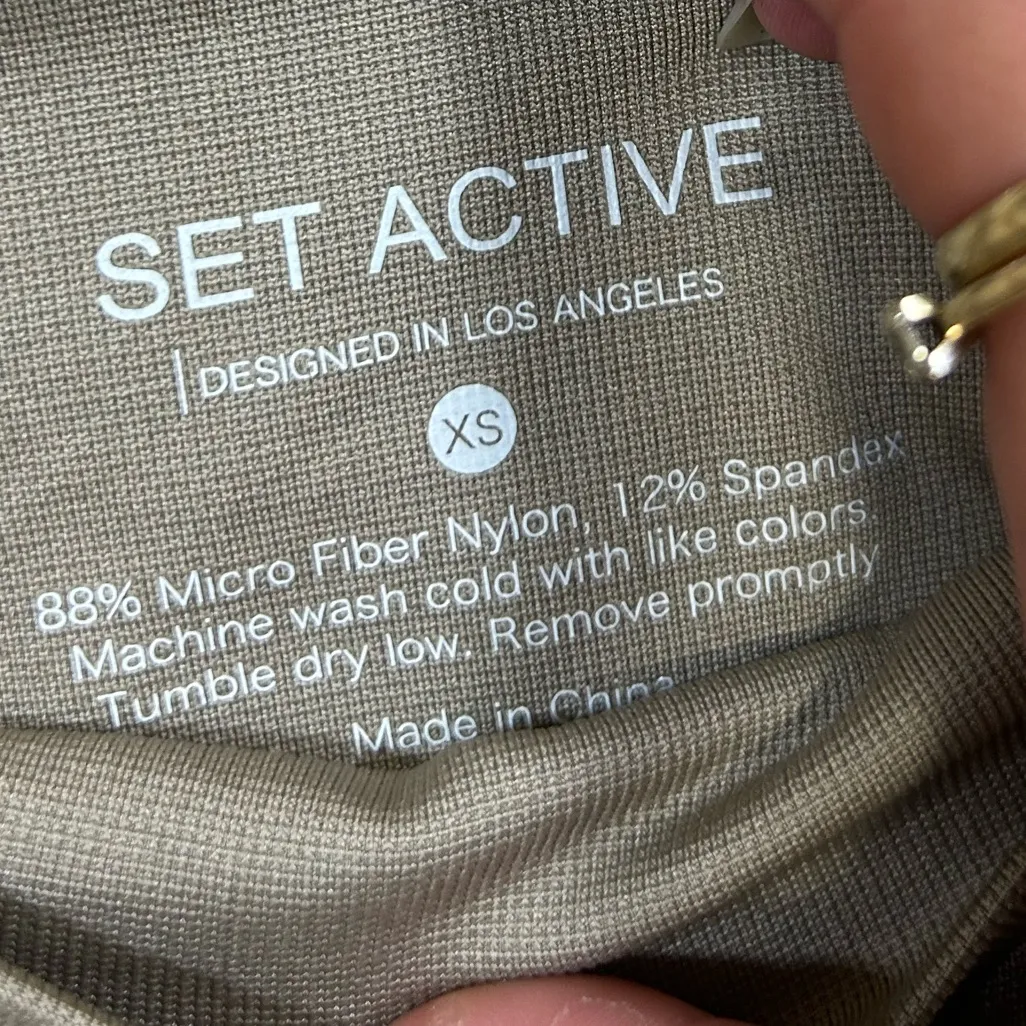 SET ACTIVE
| DESIGNED IN LOS ANGELES
XS
88% Micro Fiber Nylon, 12% Spandex
Machine wash cold with like colors.
Tumble dry low. Remove promptly
Made in China